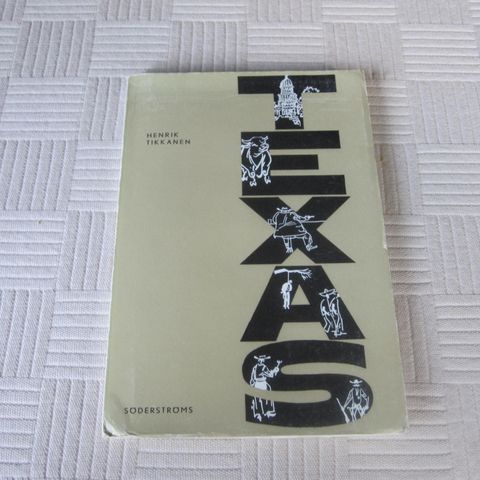 HENRIK
TIKKANEN
TEXAS
SÖDERSTRÖMS